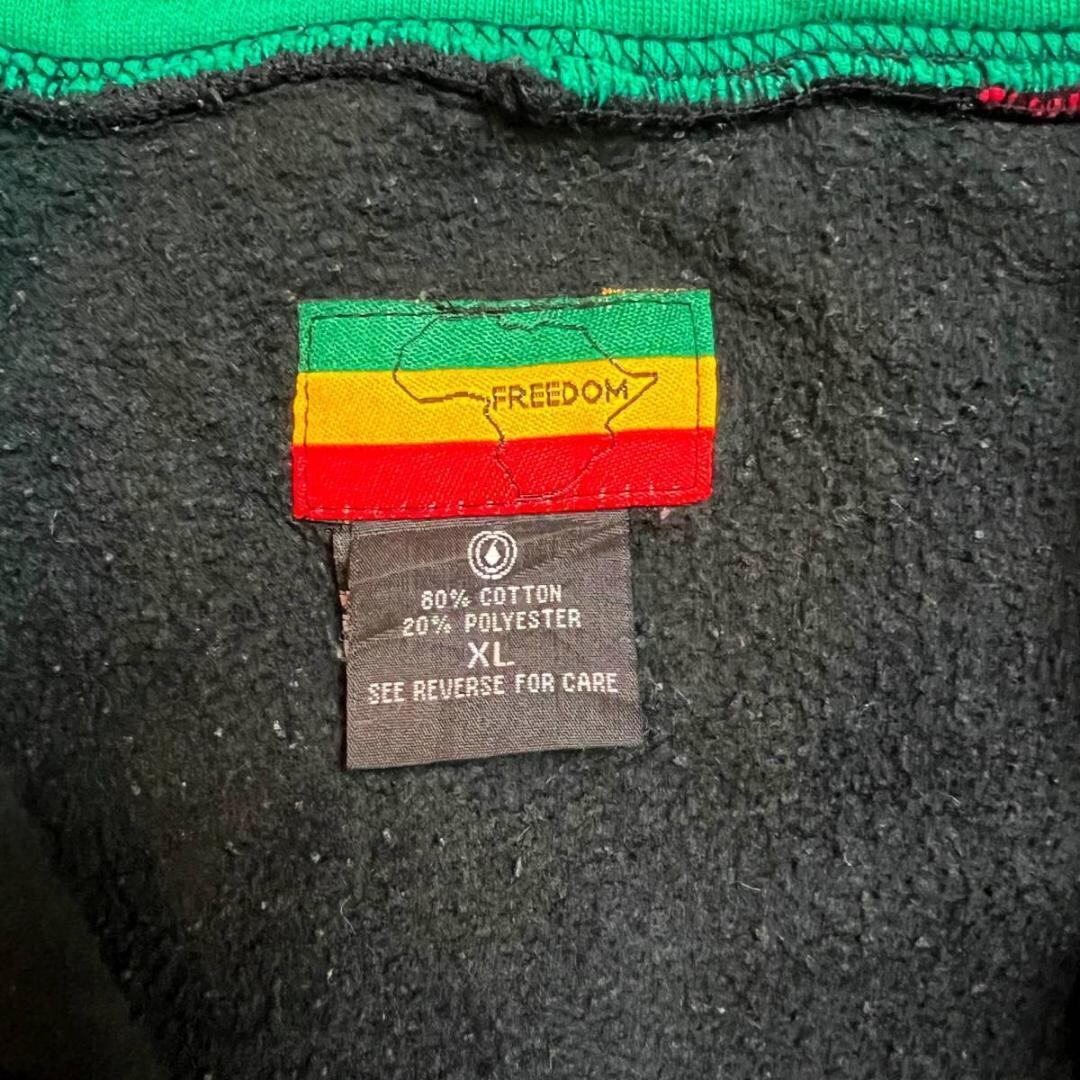 FREEDOM
80% COTTON
20% POLYESTER
XL
SEE REVERSE FOR CARE